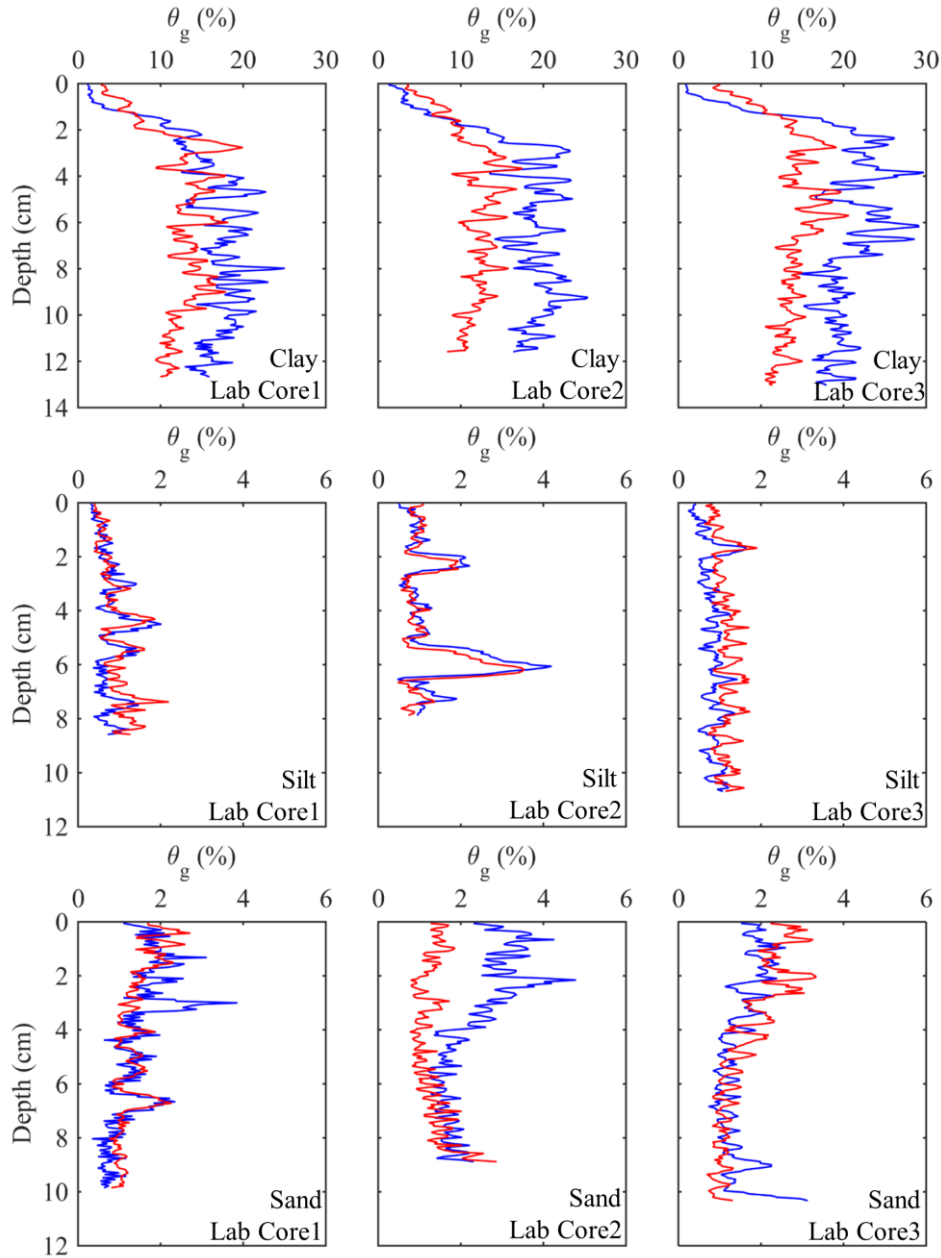 θg (%) θg (%) θg (%)
0 10 20 30 0 10 20 30 0 10 20 30
0
2
4
6
8
10
12
14
Depth (cm)
Clay Clay Clay
Lab Core1 Lab Core2 Lab Core3
θg (%) θg (%) θg (%)
0 2 4 6 0 2 4 6 0 2 4 6
0
2
4
6
8
10
12
Depth (cm)
Silt Silt Silt
Lab Core1 Lab Core2 Lab Core3
θg (%) θg (%) θg (%)
0 2 4 6 0 2 4 6 0 2 4 6
0
2
4
6
8
10
12
Depth (cm)
Sand Sand Sand
Lab Core1 Lab Core2 Lab Core3